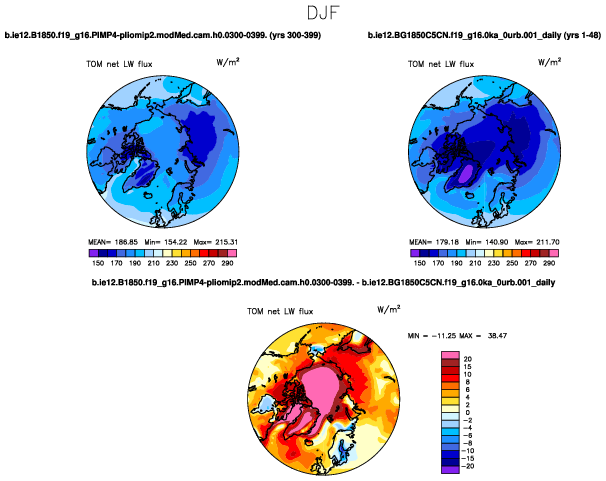 DJF
b.ie12.B1850.f19_g16.PIMP4-pliomip2.modMed.cam.h0.0300-0399. (yrs 300-399)
b.ie12.BG1850C5CN.f19_g16.0ka_0urb.001_daily (yrs 1-48)
TOM net LW flux W/m²
TOM net LW flux W/m²
MEAN= 186.85 Min= 154.22 Max= 215.31
MEAN= 179.18 Min= 140.90 Max= 211.70
150 170 190 210 230 250 270 290
150 170 190 210 230 250 270 290
b.ie12.B1850.f19_g16.PIMP4-pliomip2.modMed.cam.h0.0300-0399. - b.ie12.BG1850C5CN.f19_g16.0ka_0urb.001_daily
TOM net LW flux W/m²
MIN = -11.25 MAX = 38.47
20
15
10
8
6
4
2
0
-2
-4
-6
-8
-10
-15
-20